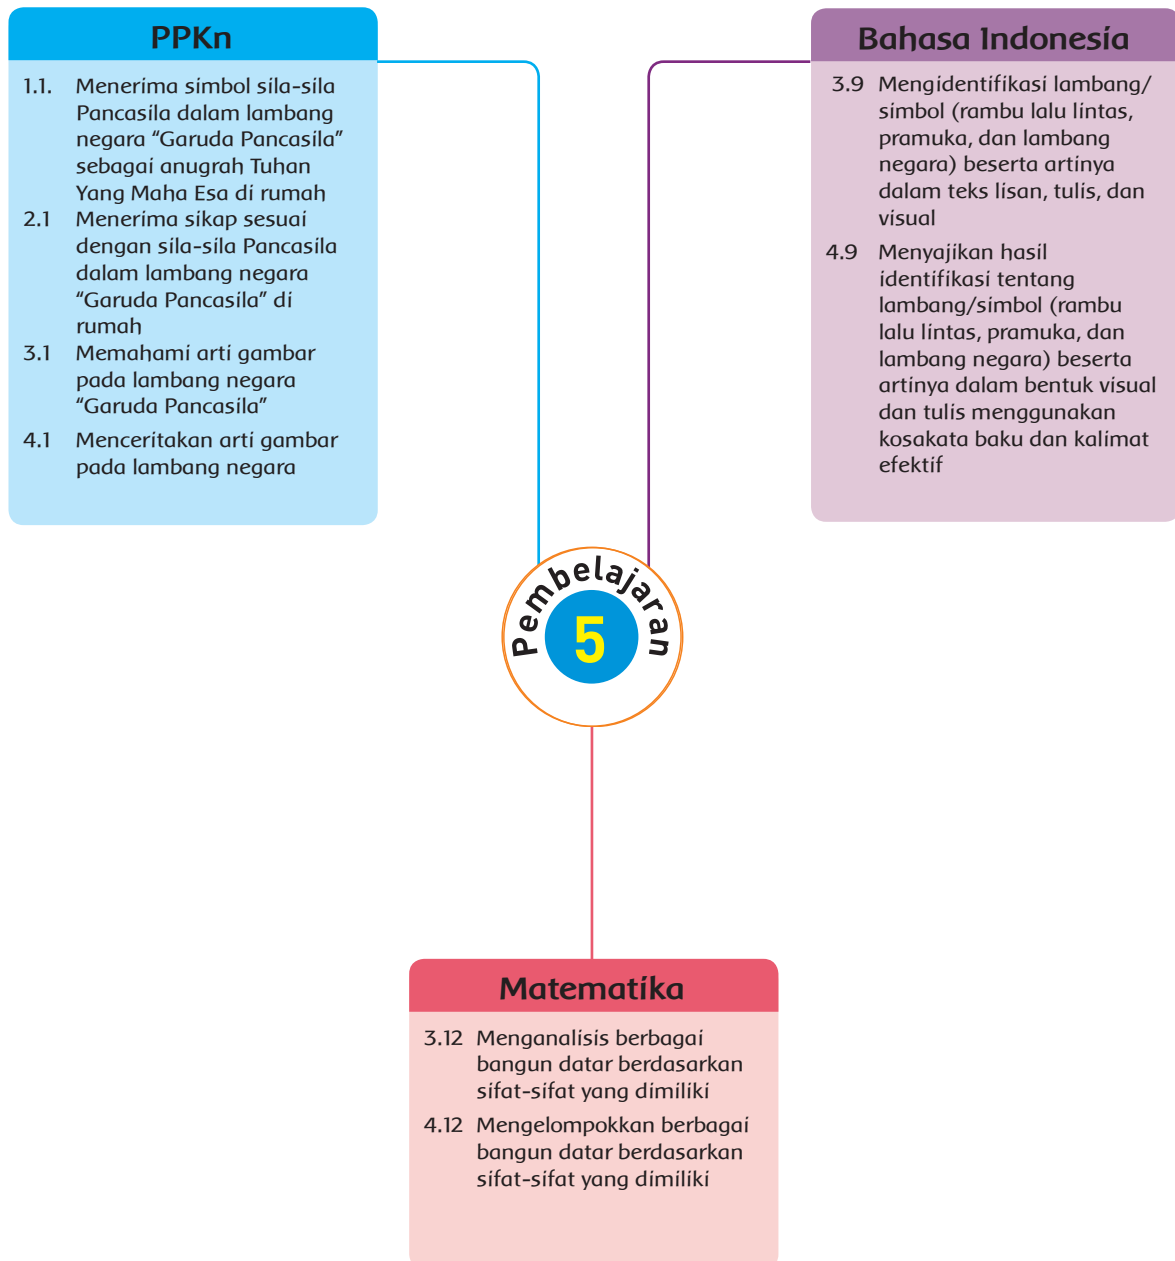 PPKn
1.1. Menerima simbol sila-sila
Pancasila dalam lambang
negara “Garuda Pancasila”
sebagai anugrah Tuhan
Yang Maha Esa di rumah
2.1 Menerima sikap sesuai
dengan sila-sila Pancasila
dalam lambang negara
“Garuda Pancasila” di
rumah
3.1 Memahami arti gambar
pada lambang negara
“Garuda Pancasila”
4.1 Menceritakan arti gambar
pada lambang negara
Bahasa Indonesia
3.9 Mengidentifikasi lambang/
simbol (rambu lalu lintas,
pramuka, dan lambang
negara) beserta artinya
dalam teks lisan, tulis, dan
visual
4.9 Menyajikan hasil
identifikasi tentang
lambang/simbol (rambu
lalu lintas, pramuka, dan
lambang negara) beserta
artinya dalam bentuk visual
dan tulis menggunakan
kosakata baku dan kalimat
efektif
Pembelajaran
5
Matematika
3.12 Menganalisis berbagai
bangun datar berdasarkan
sifat-sifat yang dimiliki
4.12 Mengelompokkan berbagai
bangun datar berdasarkan
sifat-sifat yang dimiliki